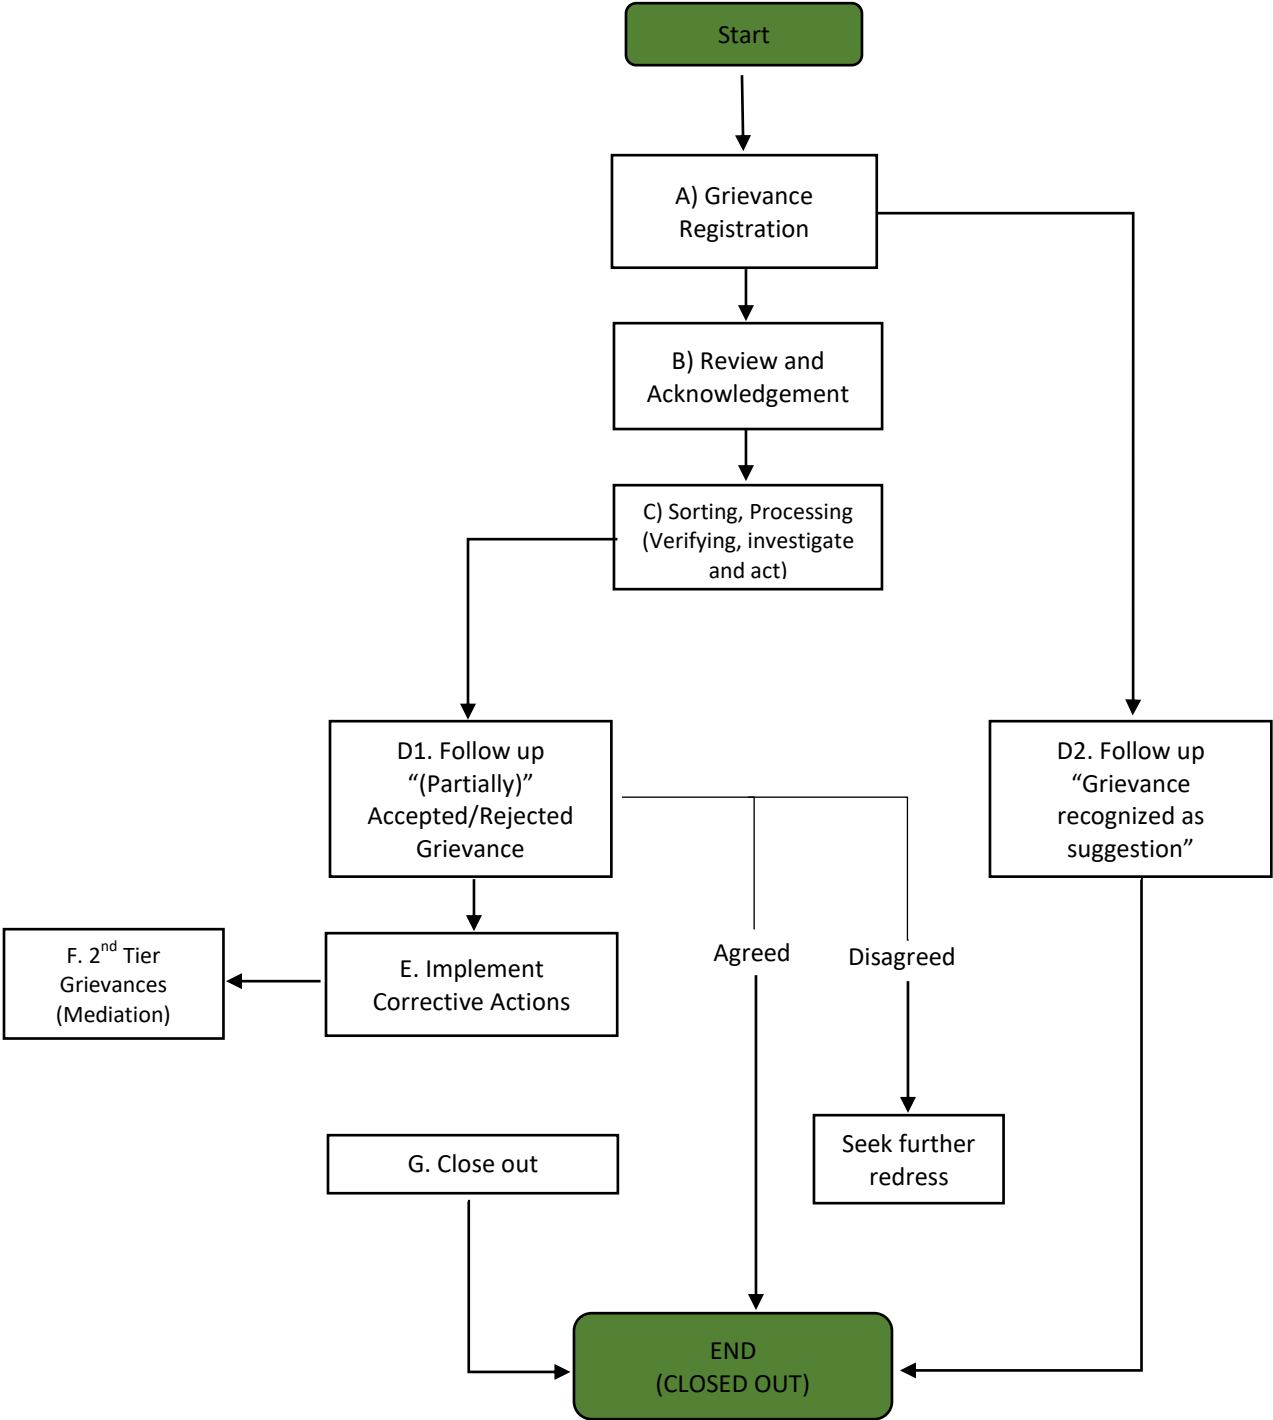 Start
A) Grievance
Registration
B) Review and
Acknowledgement
C) Sorting, Processing
(Verifying, investigate
and act)
D1. Follow up
“(Partially)”
Accepted/Rejected
Grievance
D2. Follow up
“Grievance
recognized as
suggestion”
F. 2nd Tier
Grievances
(Mediation)
E. Implement
Corrective Actions
Agreed
Disagreed
G. Close out
Seek further
redress
END
(CLOSED OUT)